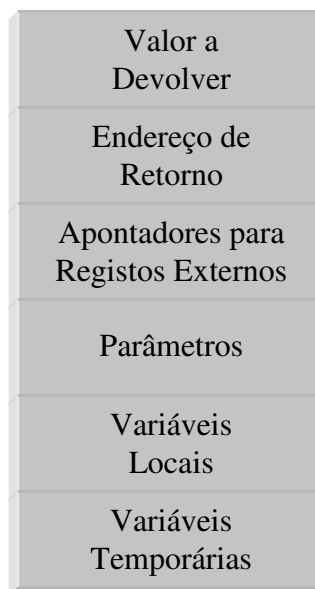 Valor a
Devolver
Endereço de
Retorno
Apontadores para
Registos Externos
Parâmetros
Variáveis
Locais
Variáveis
Temporárias